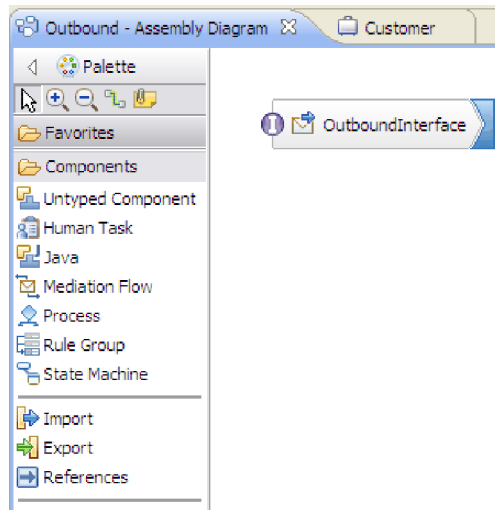 Outbound - Assembly Diagram Customer
Palette
Favorites
Components
Untyped Component
Human Task
Java
Mediation Flow
Process
Rule Group
State Machine
Import
Export
References
I OutboundInterface